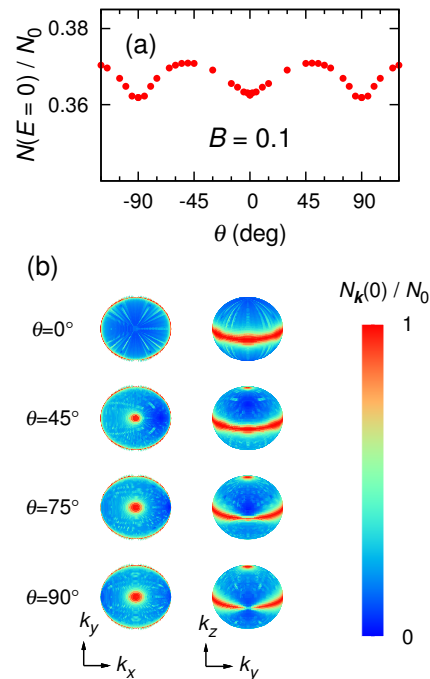 0.38
(a)
0.36
N(E = 0) / N0
B = 0.1
-90 -45 0 45 90
θ (deg)
(b)
Nk(0) / N0
1
θ=0°
θ=45°
θ=75°
θ=90°
0
ky
kx
kz
ky